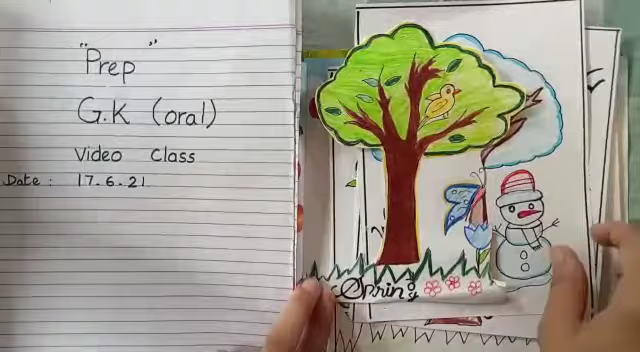 "Prep"
G.K (oral)
Video Class
Date : 17.6.21
Spring